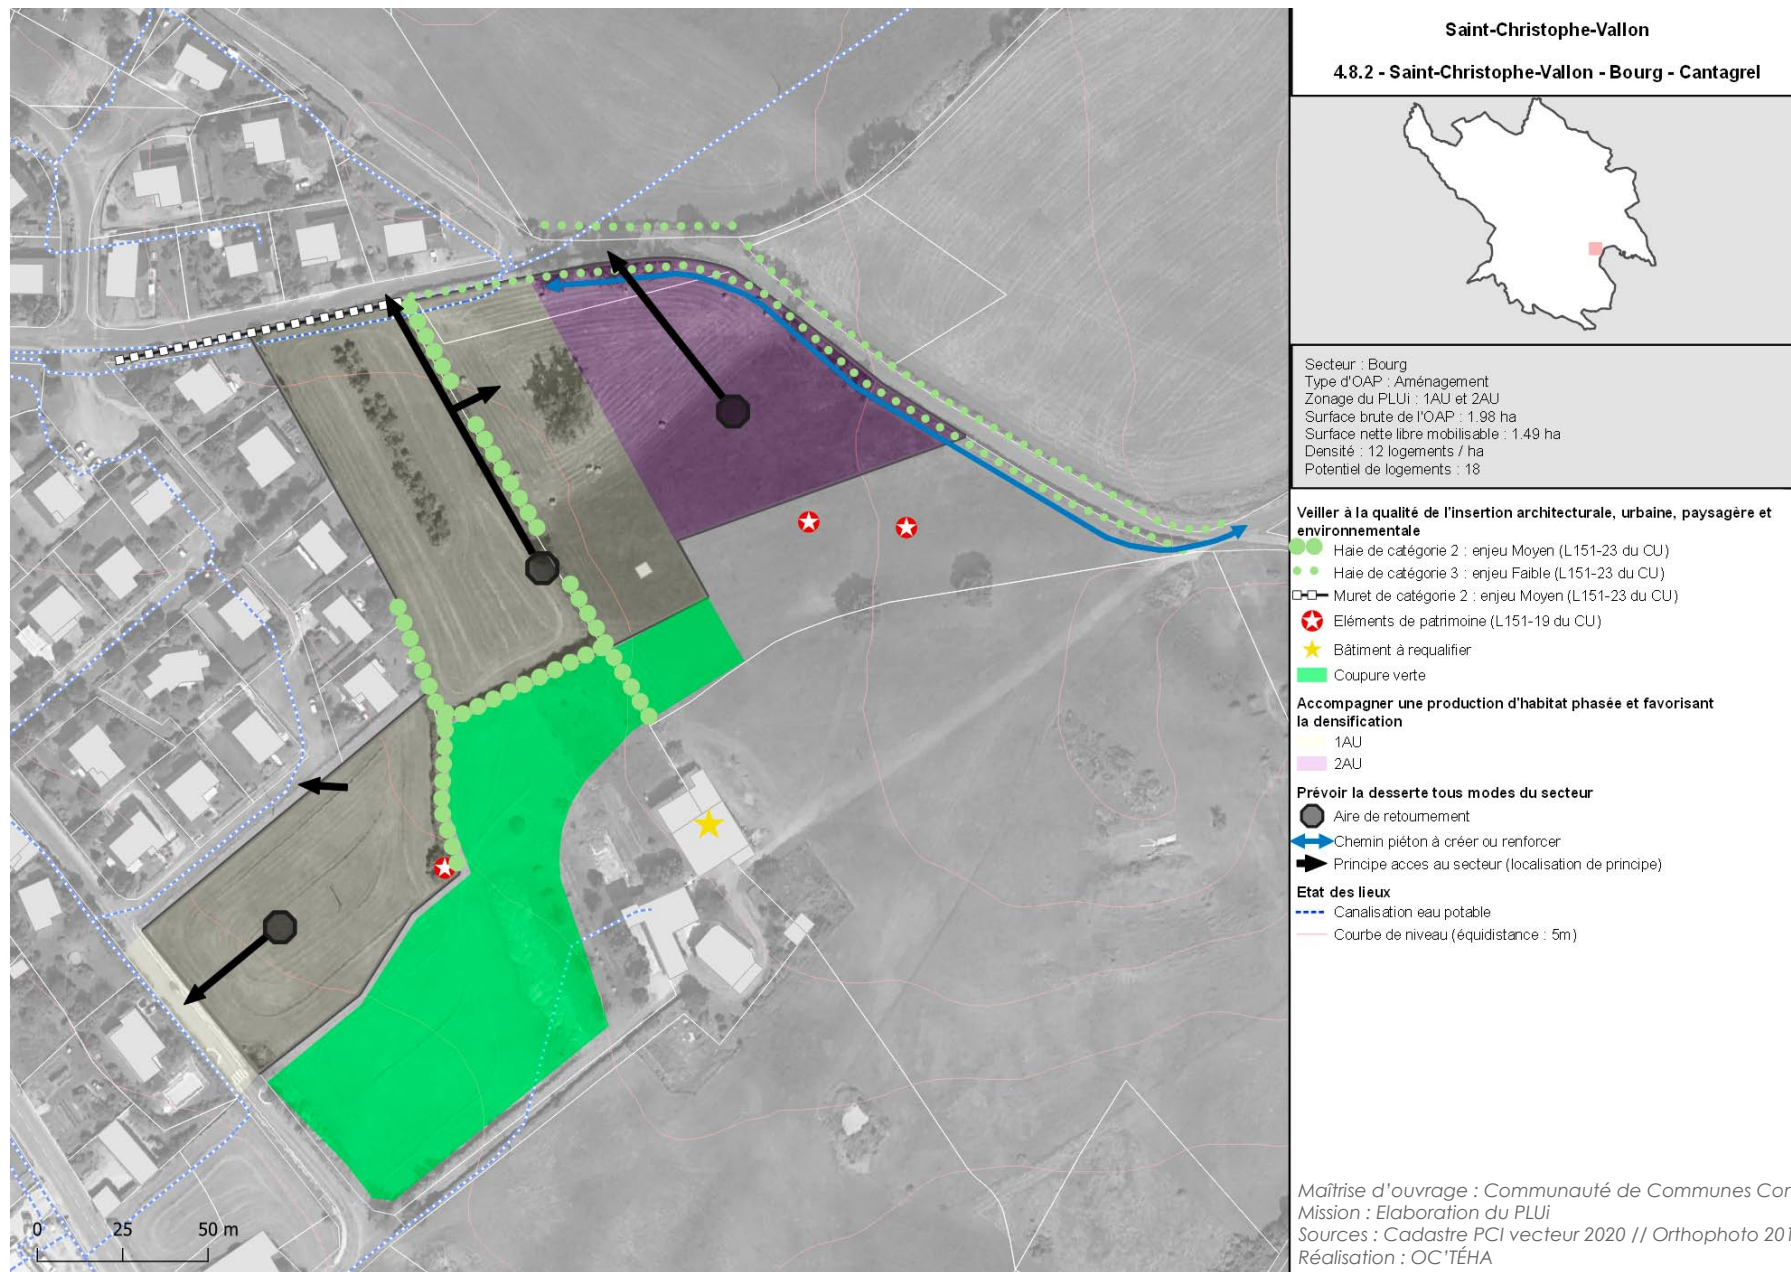 Saint-Christophe-Vallon
4.8.2 - Saint-Christophe-Vallon - Bourg - Cantagrel
Secteur : Bourg
Type d'OAP : Aménagement
Zonage du PLUi : 1AU et 2AU
Surface brute de l'OAP : 1.98 ha
Surface nette libre mobilisable : 1.49 ha
Densité : 12 logements / ha
Potentiel de logements : 18
Veiller à la qualité de l'insertion architecturale, urbaine, paysagère et
environnementale
Haie de catégorie 2 : enjeu Moyen (L151-23 du CU)
Haie de catégorie 3 : enjeu Faible (L151-23 du CU)
Muret de catégorie 2 : enjeu Moyen (L151-23 du CU)
Eléments de patrimoine (L151-19 du CU)
Bâtiment à requalifier
Coupure verte
Accompagner une production d'habitat phasée et favorisant
la densification
1AU
2AU
Prévoir la desserte tous modes du secteur
Aire de retournement
Chemin piéton à créer ou renforcer
Principe acces au secteur (localisation de principe)
Etat des lieux
Canalisation eau potable
Courbe de niveau (équidistance : 5m)
Maîtrise d'ouvrage : Communauté de Communes Con
Mission : Elaboration du PLUi
Sources : Cadastre PCI vecteur 2020 // Orthophoto 201
Réalisation : OC'TÉHA
0 25 50 m